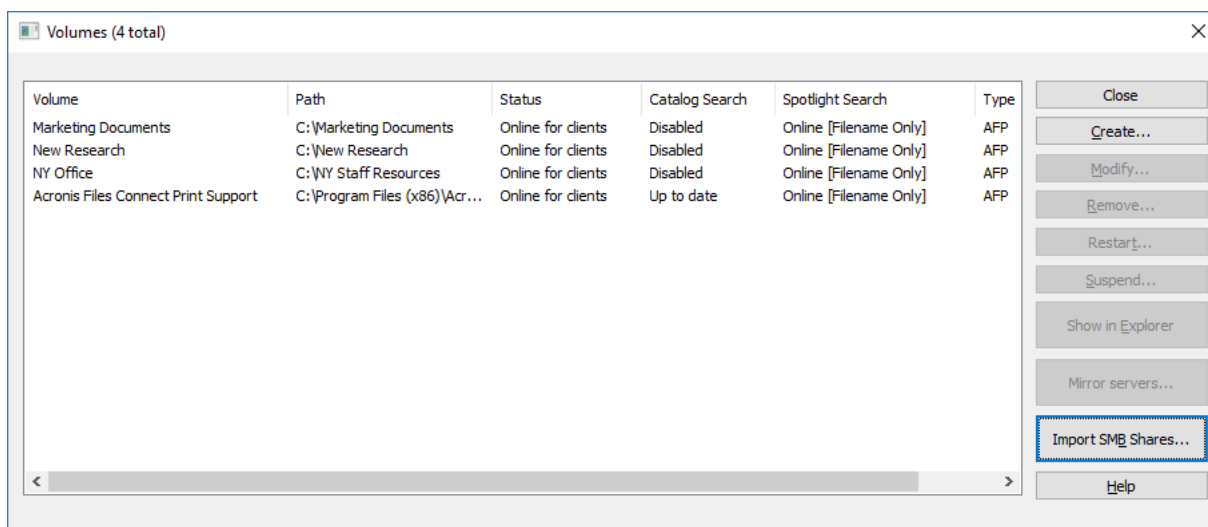 Volumes (4 total)
Volume Path Status Catalog Search Spotlight Search Type
Marketing Documents C:\Marketing Documents Online for clients Disabled Online [Filename Only] AFP
New Research C:\New Research Online for clients Disabled Online [Filename Only] AFP
NY Office C:\NY Staff Resources Online for clients Disabled Online [Filename Only] AFP
Acronis Files Connect Print Support C:\Program Files (x86)\Acr... Online for clients Up to date Online [Filename Only] AFP
Close
Create...
Modify...
Remove...
Restart...
Suspend...
Show in Explorer
Mirror servers...
Import SMB Shares...
Help